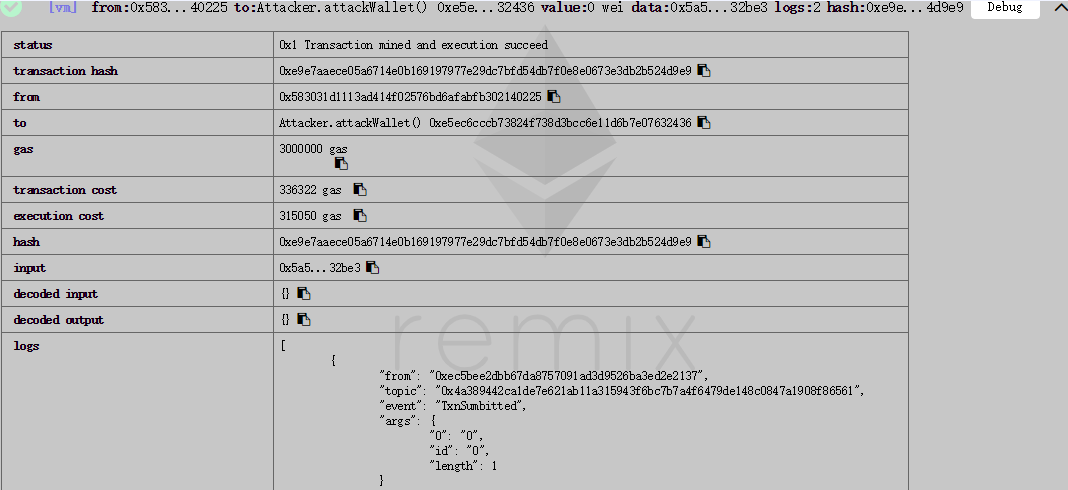 [vm] from:0x583...40225 to:Attacker.attackWallet() 0xe5e...32436 value:0 wei data:0x5a5...32be3 logs:2 hash:0xe9e...4d9e9 Debug
status 0x1 Transaction mined and execution succeed
transaction hash 0xe9e7aaece05a6714e0b169197977e29dc7bfd54db7f0e8e0673e3db2b524d9e9
from 0x583031d1113ad414f02576bd6afabfb302140225
to Attacker.attackWallet() 0xe5ec6cccb73824f738d3bcc6e11d6b7e07632436
gas 3000000 gas
transaction cost 336322 gas
execution cost 315050 gas
hash 0xe9e7aaece05a6714e0b169197977e29dc7bfd54db7f0e8e0673e3db2b524d9e9
input 0x5a5...32be3
decoded input {}
decoded output {}
logs [
{
"from": "0xec5bee2dbb67da8757091ad3d9526ba3ed2e2137",
"topic": "0x4a389442ca1de7e621ab11a315943f6bc7b7a4f6479de148c0847a1908f86561",
"event": "TxnSumbitted",
"args": {
"0": "0",
"id": "0",
"length": 1
}
remix